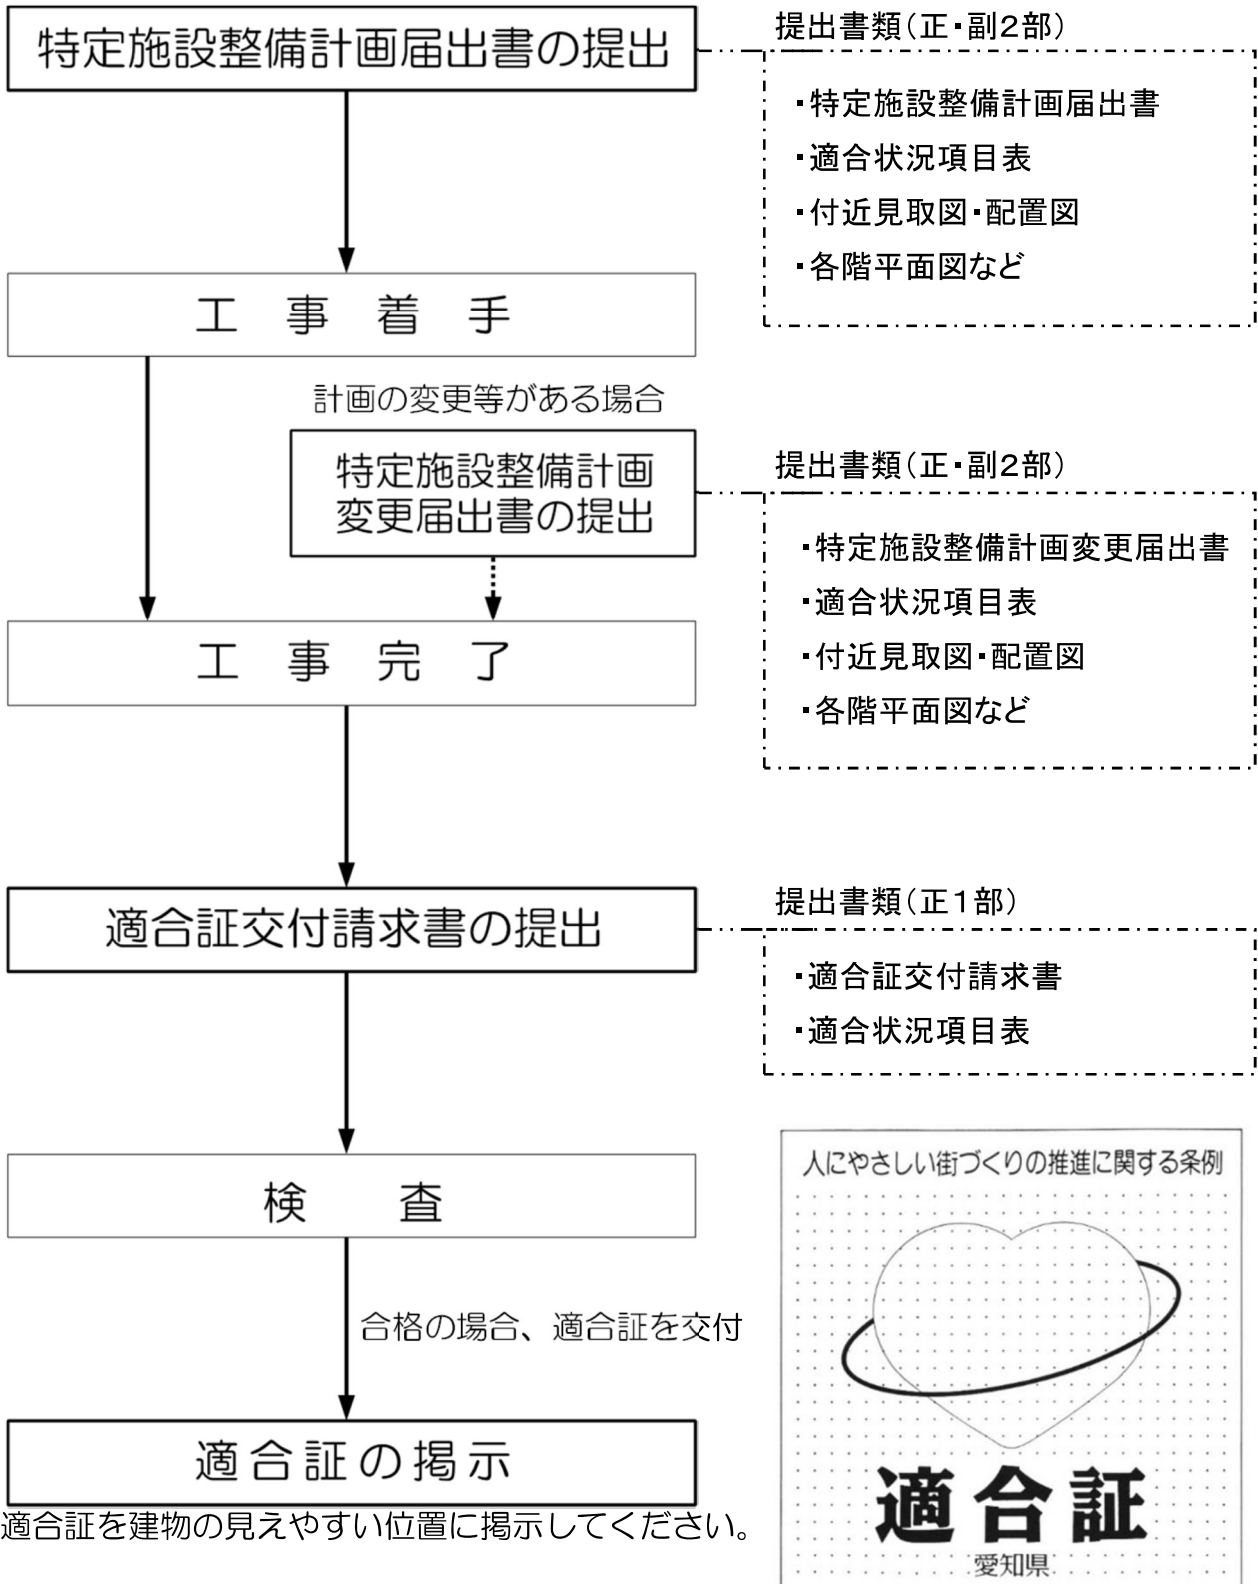 特定施設整備計画届出書の提出
提出書類(正・副2部)
・特定施設整備計画届出書
・適合状況項目表
・付近見取図・配置図
・各階平面図など
工事着手
計画の変更等がある場合
特定施設整備計画
変更届出書の提出
提出書類(正・副2部)
・特定施設整備計画変更届出書
・適合状況項目表
・付近見取図・配置図
・各階平面図など
工事完了
適合証交付請求書の提出
提出書類(正1部)
・適合証交付請求書
・適合状況項目表
検査
合格の場合、適合証を交付
適合証の掲示
適合証を建物の見えやすい位置に掲示してください。
人にやさしい街づくりの推進に関する条例
適合証
愛知県